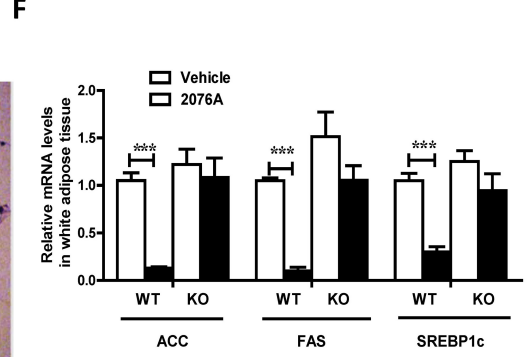 F
Vehicle
2076A
Relative mRNA levels
in white adipose tissue
2.0
1.5
1.0
0.5
0.0
***
***
***
WT KO WT KO WT KO
ACC FAS SREBP1c